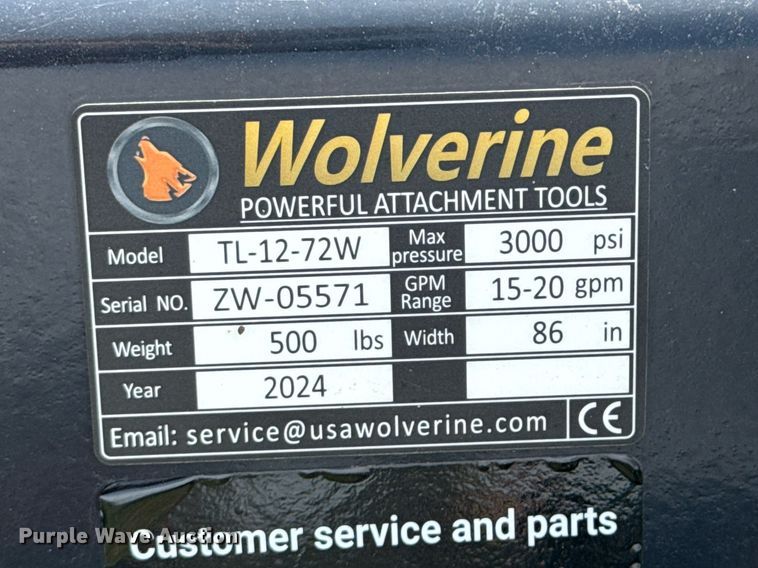 Wolverine
POWERFUL ATTACHMENT TOOLS
Model TL-12-72W Max pressure 3000 psi
Serial NO. ZW-05571 GPM Range 15-20 gpm
Weight 500 lbs Width 86 in
Year 2024
Email: service@usawolverine.com CE
Customer service and parts
Purple Wave Auction